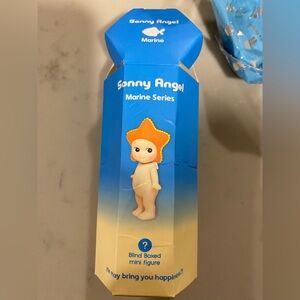 Sonny Angel
Marine
Sonny Angel
Marine Series
?
Blind Boxed
mini figure
may bring you happiness